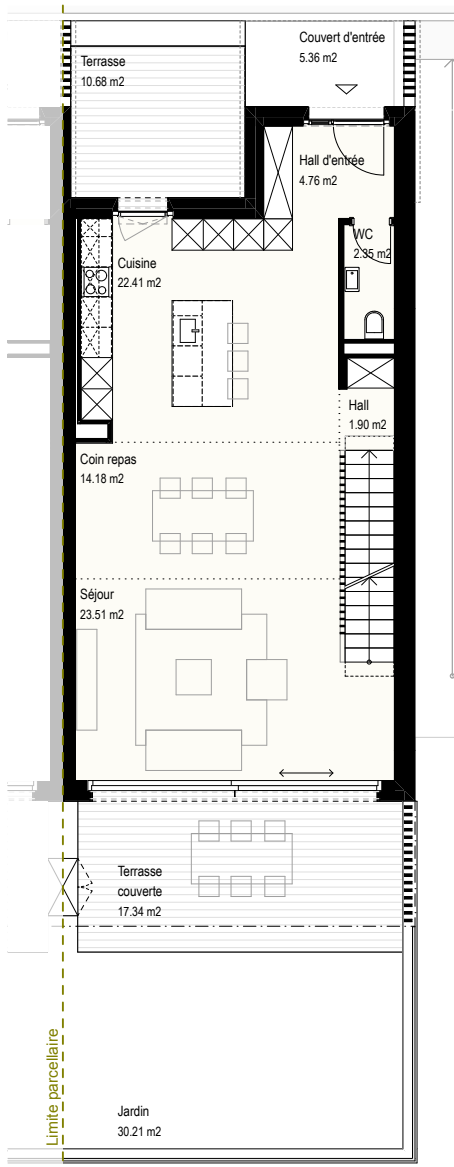 Couvert d'entrée
5.36 m2
Terrasse
10.68 m2
Hall d'entrée
4.76 m2
WC
2.35 m2
Cuisine
22.41 m2
Hall
1.90 m2
Coin repas
14.18 m2
Séjour
23.51 m2
Terrasse
couverte
17.34 m2
Limite parcellaire
Jardin
30.21 m2